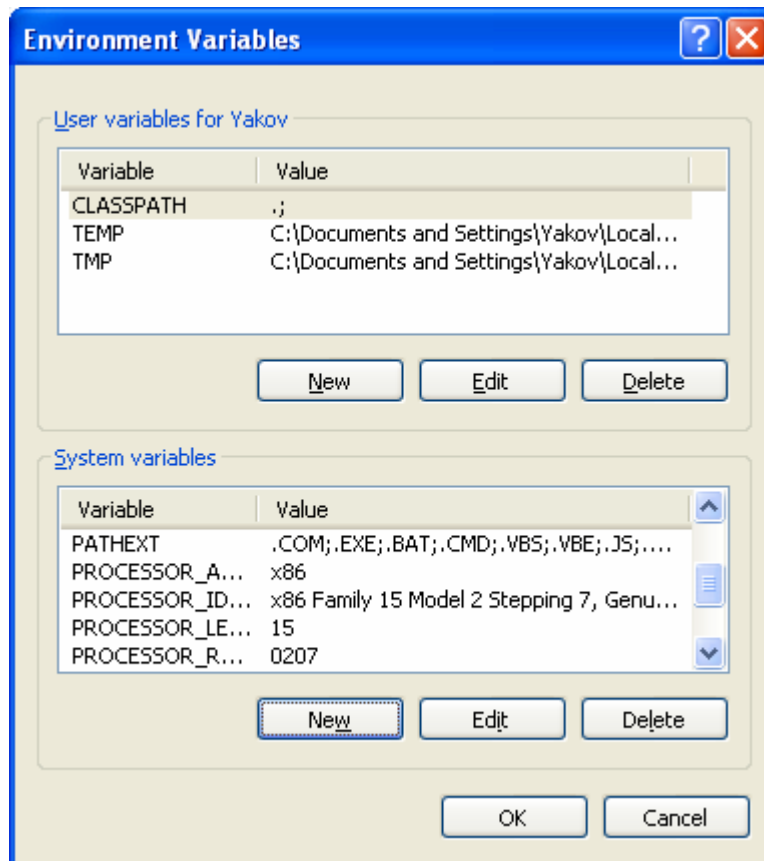 Environment Variables
User variables for Yakov
Variable Value
CLASSPATH .;
TEMP C:\Documents and Settings\Yakov\Local...
TMP C:\Documents and Settings\Yakov\Local...
New Edit Delete
System variables
Variable Value
PATHEXT .COM;.EXE;.BAT;.CMD;.VBS;.VBE;.JS;....
PROCESSOR_A... x86
PROCESSOR_ID... x86 Family 15 Model 2 Stepping 7, Genu...
PROCESSOR_LE... 15
PROCESSOR_R... 0207
New Edit Delete
OK Cancel